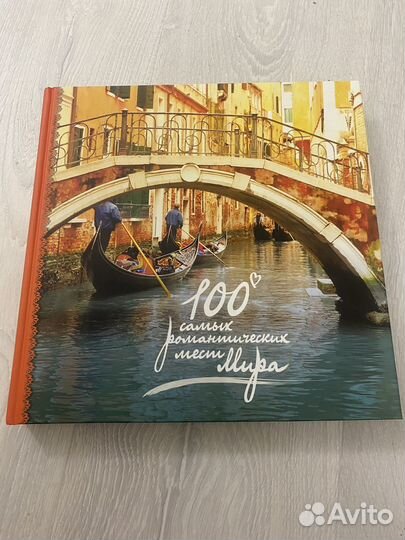 100
самых
романтических
мест
Мира
Avito